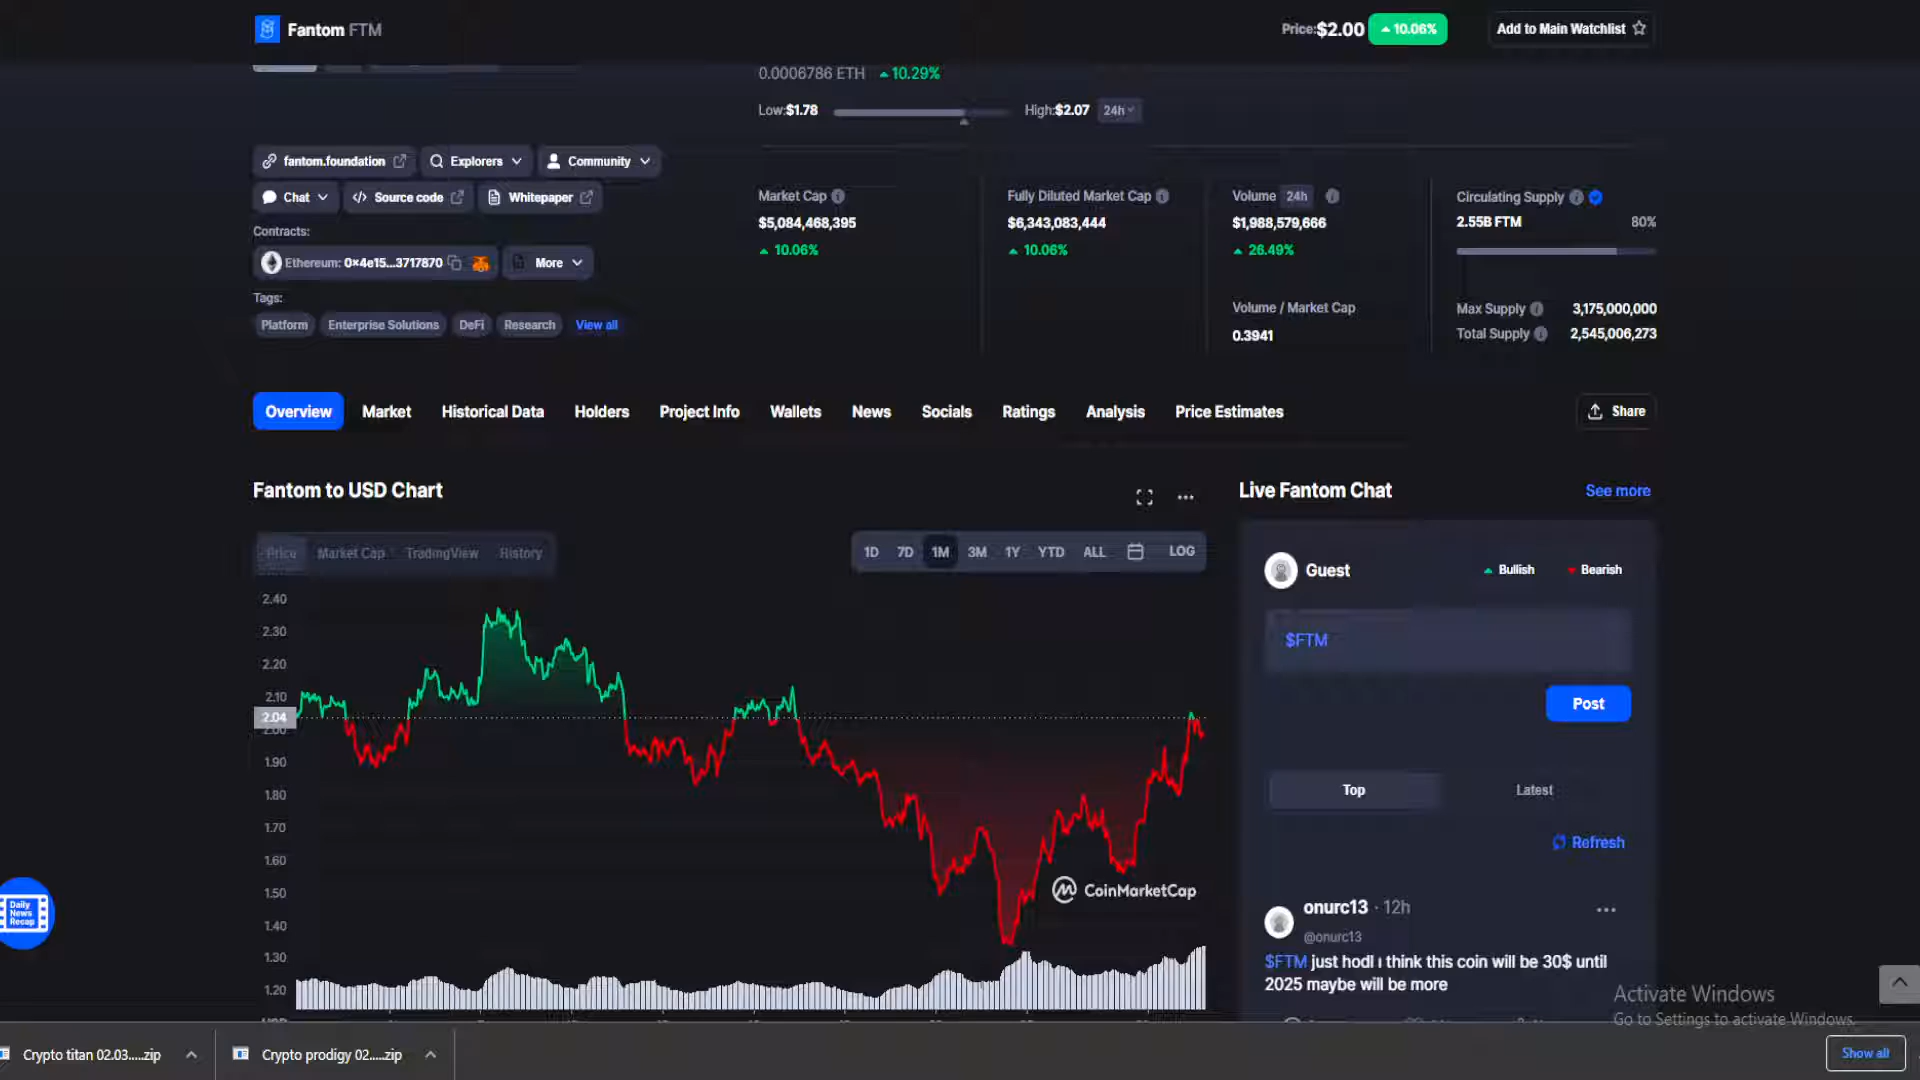 Fantom FTM
Price:$2.00 10.06%
Add to Main Watchlist
0.0006786 ETH 10.29%
Low:$1.78
High:$2.07 24h
fantom.foundation Explorers Community
Chat Source code Whitepaper
Contracts:
Ethereum: 0x4e15...3717870
More
Tags:
Platform Enterprise Solutions DeFi Research View all
Market Cap
$5,084,468,395
10.06%
Fully Diluted Market Cap
$6,343,083,444
10.06%
Volume 24h
$1,988,579,666
26.49%
Volume / Market Cap
0.3941
Circulating Supply
2.55B FTM 80%
Max Supply 3,175,000,000
Total Supply 2,545,006,273
Overview Market Historical Data Holders Project Info Wallets News Socials Ratings Analysis Price Estimates
Share
Fantom to USD Chart
Price Market Cap TradingView History
1D 7D 1M 3M 1Y YTD ALL LOG
2.40
2.30
2.20
2.10
2.04
2.00
1.90
1.80
1.70
1.60
1.50
1.40
1.30
1.20
USD
CoinMarketCap
Live Fantom Chat See more
Guest Bullish Bearish
$FTM
Post
Top Latest
Refresh
onurc13 · 12h
@onurc13
$FTM just hodl ı think this coin will be 30$ until
2025 maybe will be more
Daily
News
Recap
Activate Windows
Go to Settings to activate Windows.
Crypto titan 02.03.....zip
Crypto prodigy 02.....zip
Show all